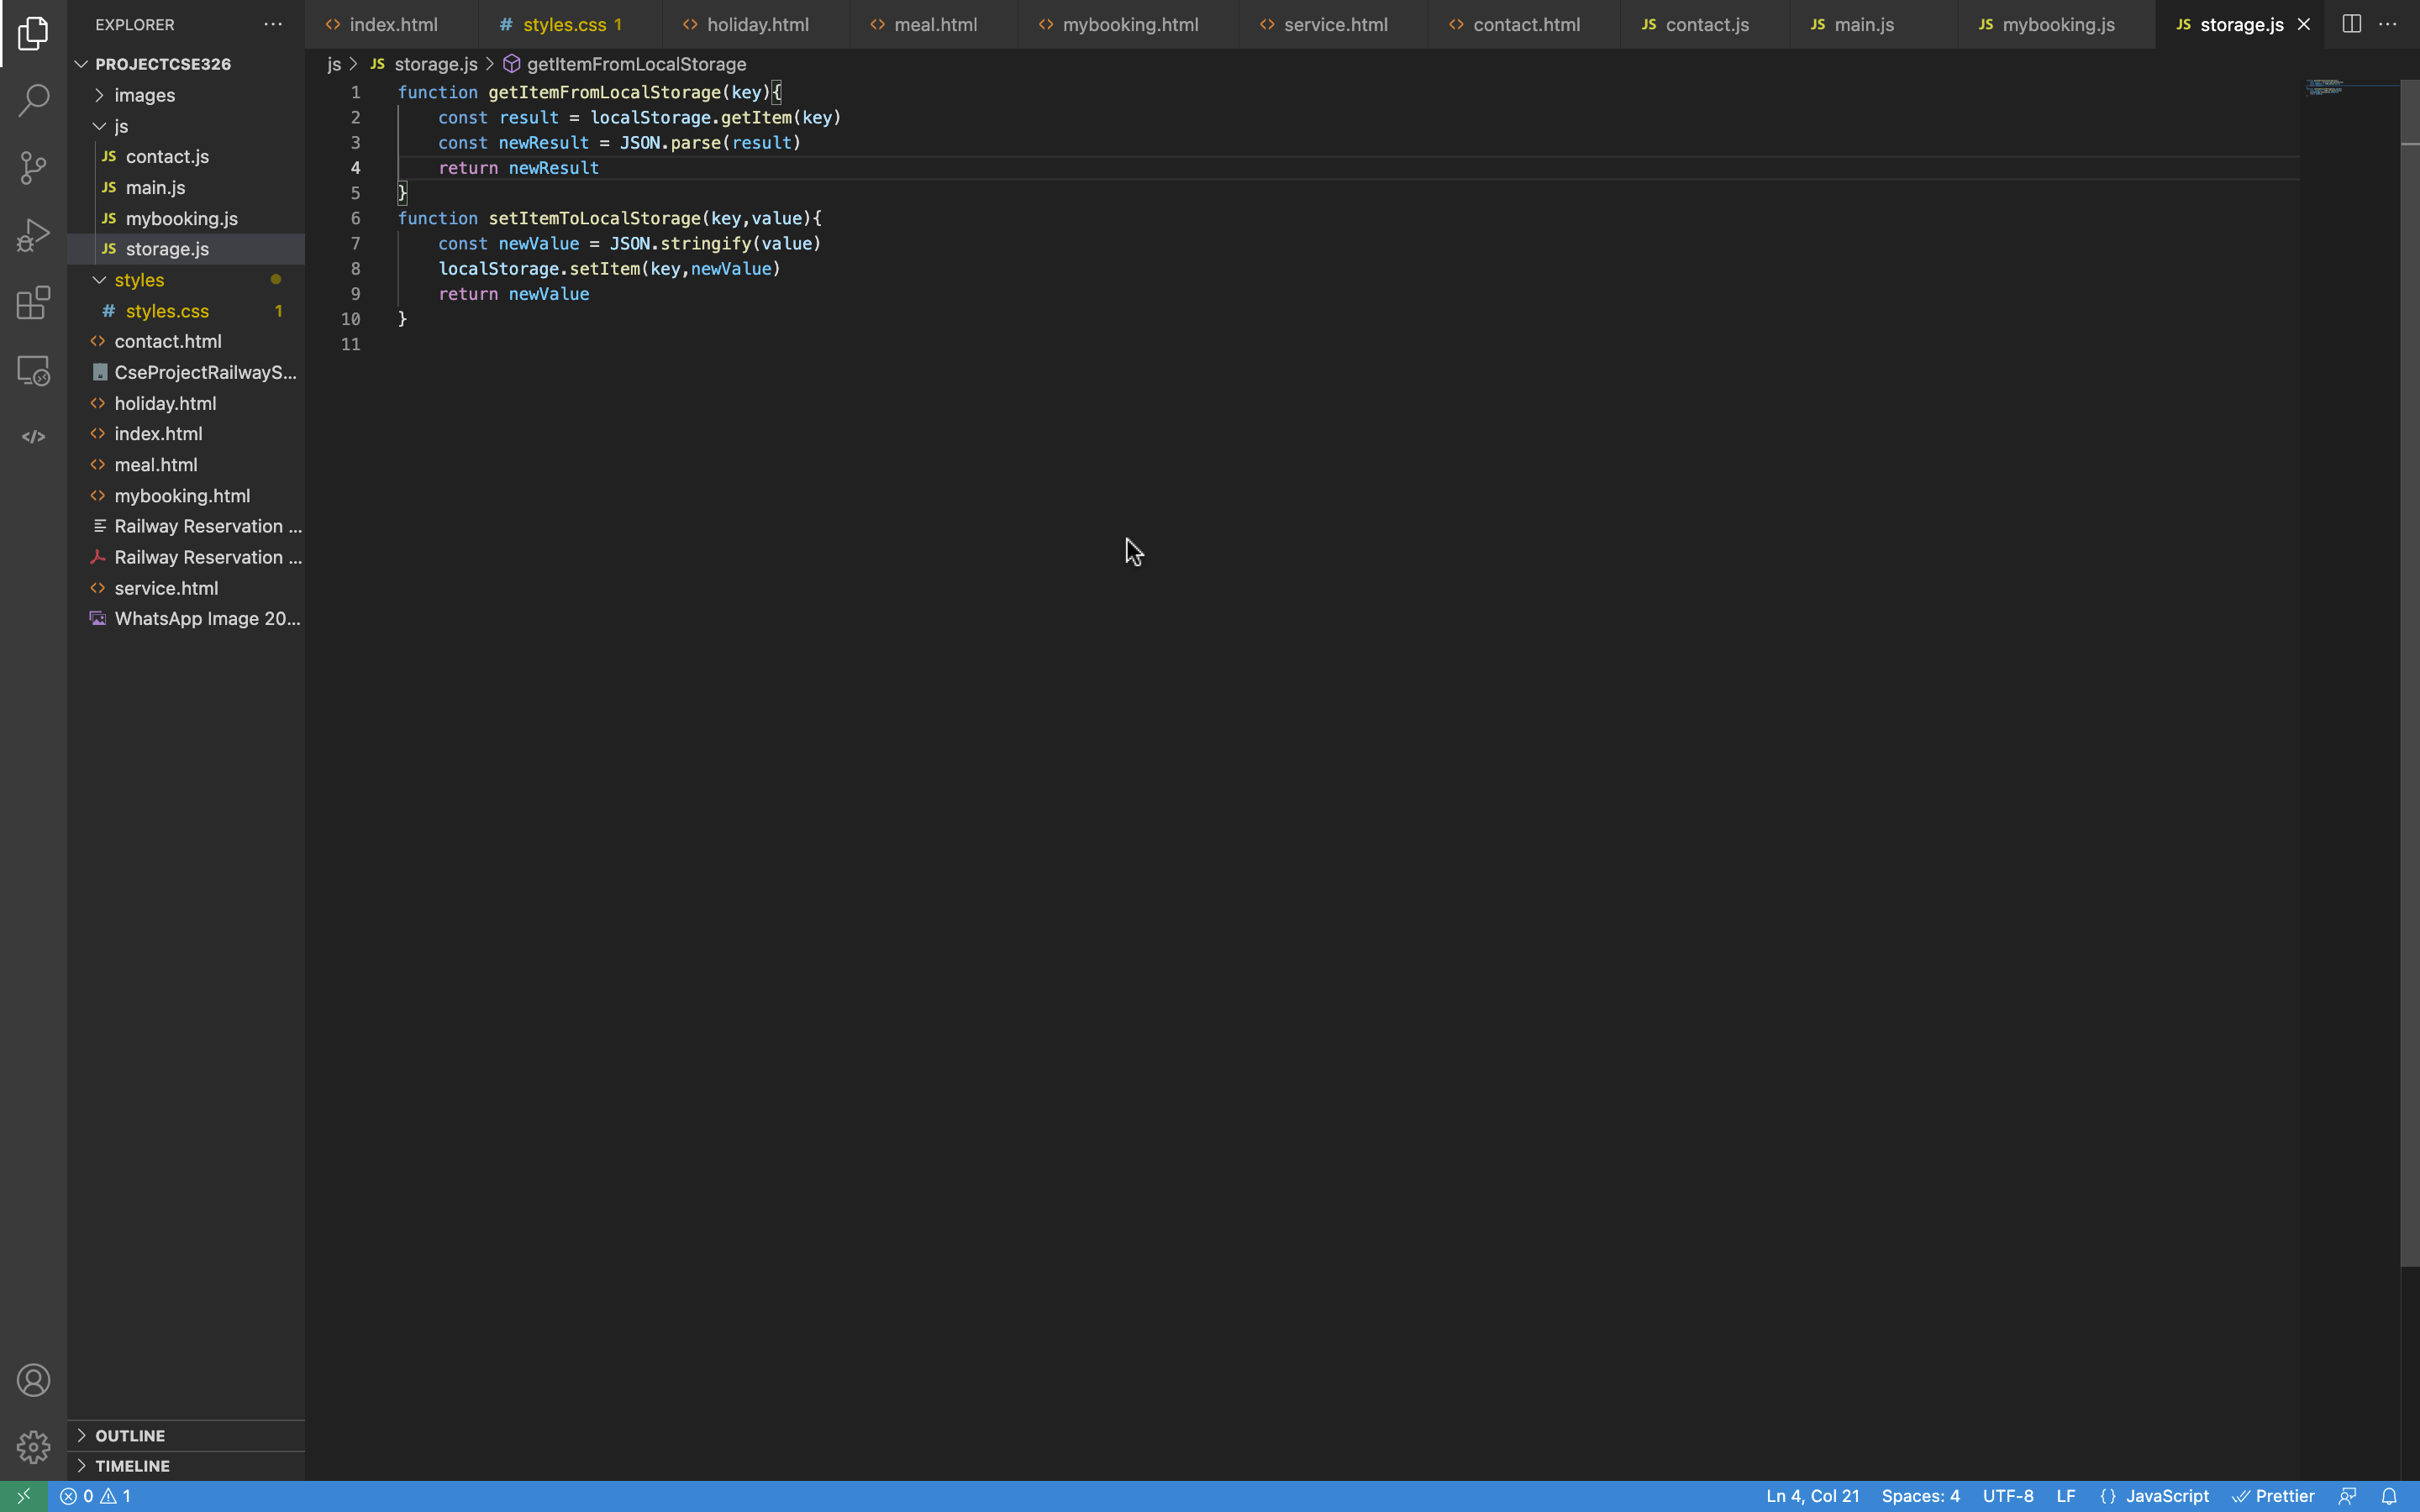 EXPLORER
PROJECTCSE326
images
js
JS contact.js
JS main.js
JS mybooking.js
JS storage.js
styles
# styles.css 1
<> contact.html
CseProjectRailwayS...
<> holiday.html
<> index.html
<> meal.html
<> mybooking.html
Railway Reservation ...
Railway Reservation ...
<> service.html
WhatsApp Image 20...
OUTLINE
TIMELINE
<> index.html # styles.css 1 <> holiday.html <> meal.html <> mybooking.html <> service.html <> contact.html JS contact.js JS main.js JS mybooking.js JS storage.js
js > JS storage.js > getItemFromLocalStorage
1 function getItemFromLocalStorage(key){
2 const result = localStorage.getItem(key)
3 const newResult = JSON.parse(result)
4 return newResult
5 }
6 function setItemToLocalStorage(key,value){
7 const newValue = JSON.stringify(value)
8 localStorage.setItem(key,newValue)
9 return newValue
10 }
11
0 1 Ln 4, Col 21 Spaces: 4 UTF-8 LF {} JavaScript Prettier